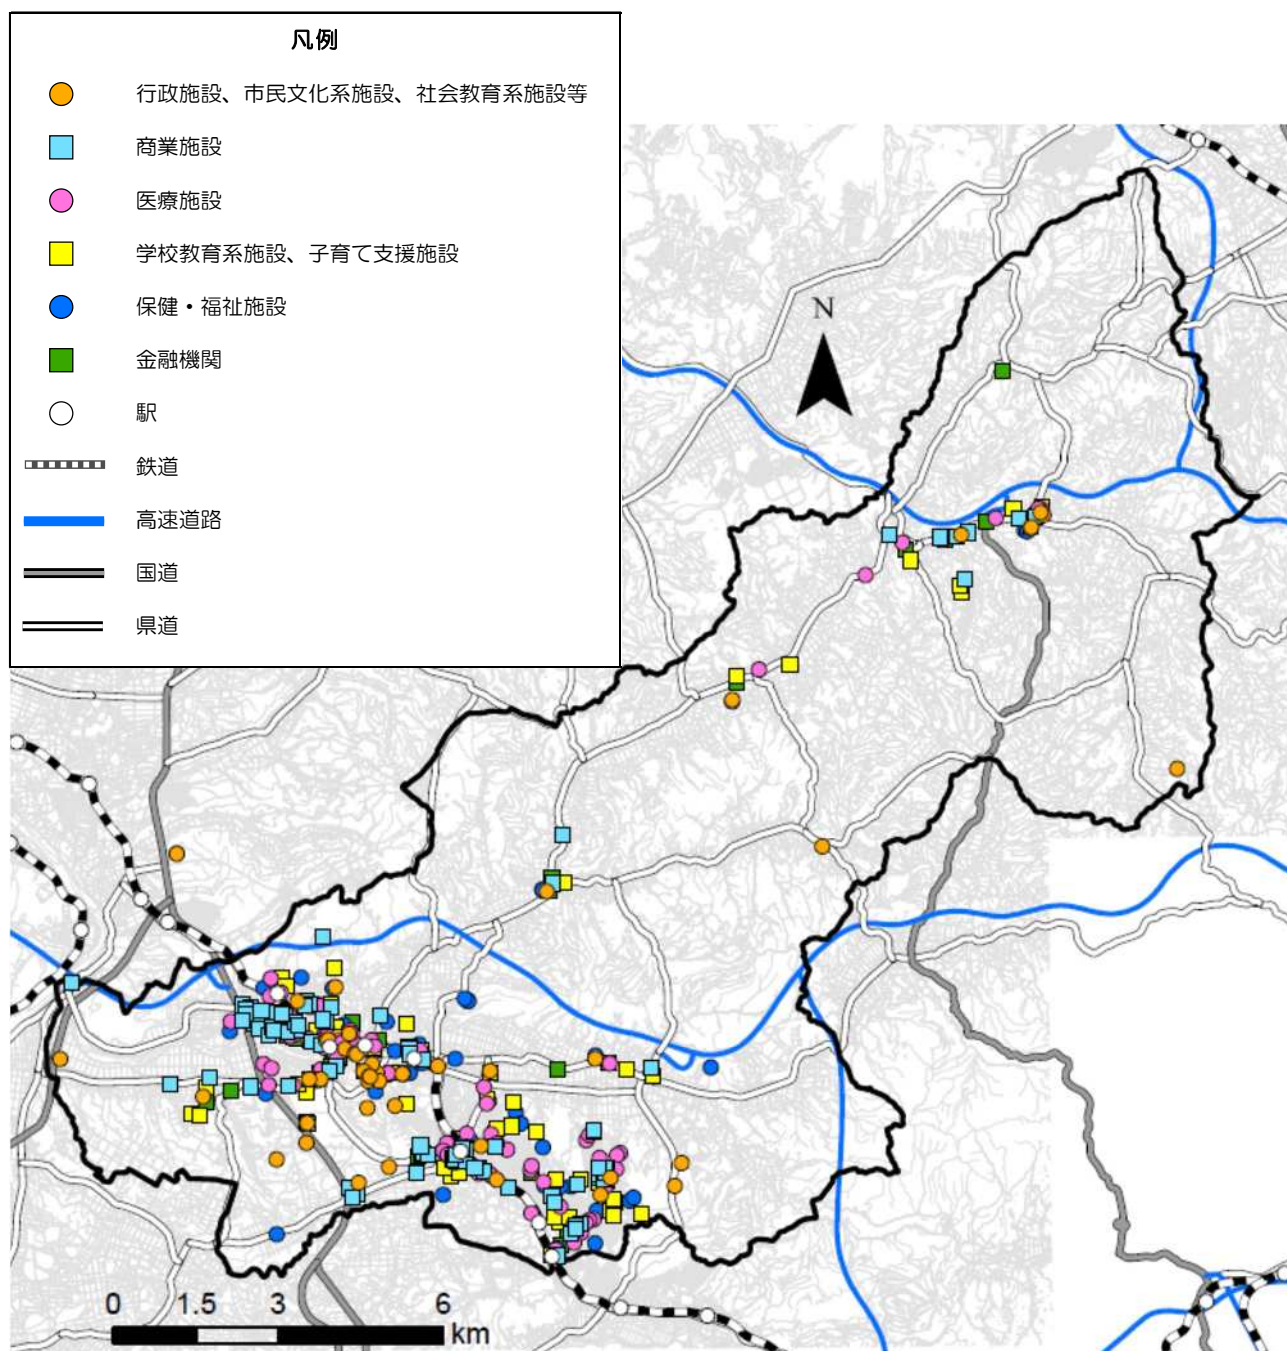 凡例
行政施設、市民文化系施設、社会教育系施設等
商業施設
医療施設
学校教育系施設、子育て支援施設
保健・福祉施設
金融機関
駅
鉄道
高速道路
国道
県道
N
0 1.5 3 6
km